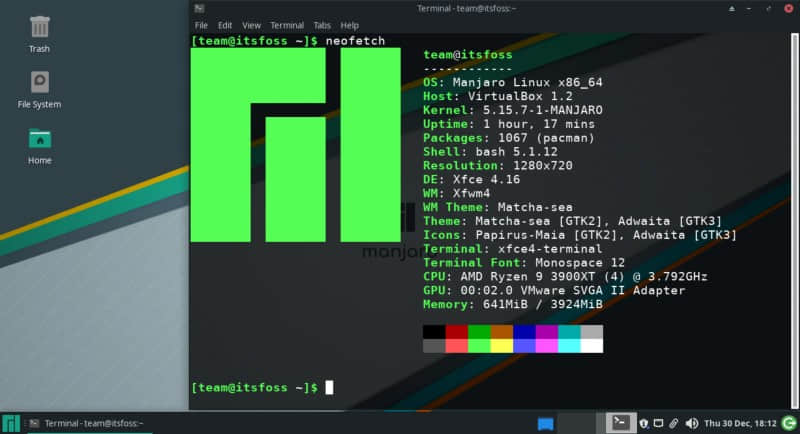 Terminal - team@itsfoss:~
File Edit View Terminal Tabs Help
Trash
File System
Home
[team@itsfoss ~]$ neofetch
team@itsfoss
------------
OS: Manjaro Linux x86_64
Host: VirtualBox 1.2
Kernel: 5.15.7-1-MANJARO
Uptime: 1 hour, 17 mins
Packages: 1067 (pacman)
Shell: bash 5.1.12
Resolution: 1280x720
DE: Xfce 4.16
WM: Xfwm4
WM Theme: Matcha-sea
Theme: Matcha-sea [GTK2], Adwaita [GTK3]
Icons: Papirus-Maia [GTK2], Adwaita [GTK3]
Terminal: xfce4-terminal
Terminal Font: Monospace 12
CPU: AMD Ryzen 9 3900XT (4) @ 3.792GHz
GPU: 00:02.0 VMware SVGA II Adapter
Memory: 641MiB / 3924MiB
manjaro
[team@itsfoss ~]$
Terminal - team@itsfoss:~
Thu 30 Dec, 18:12